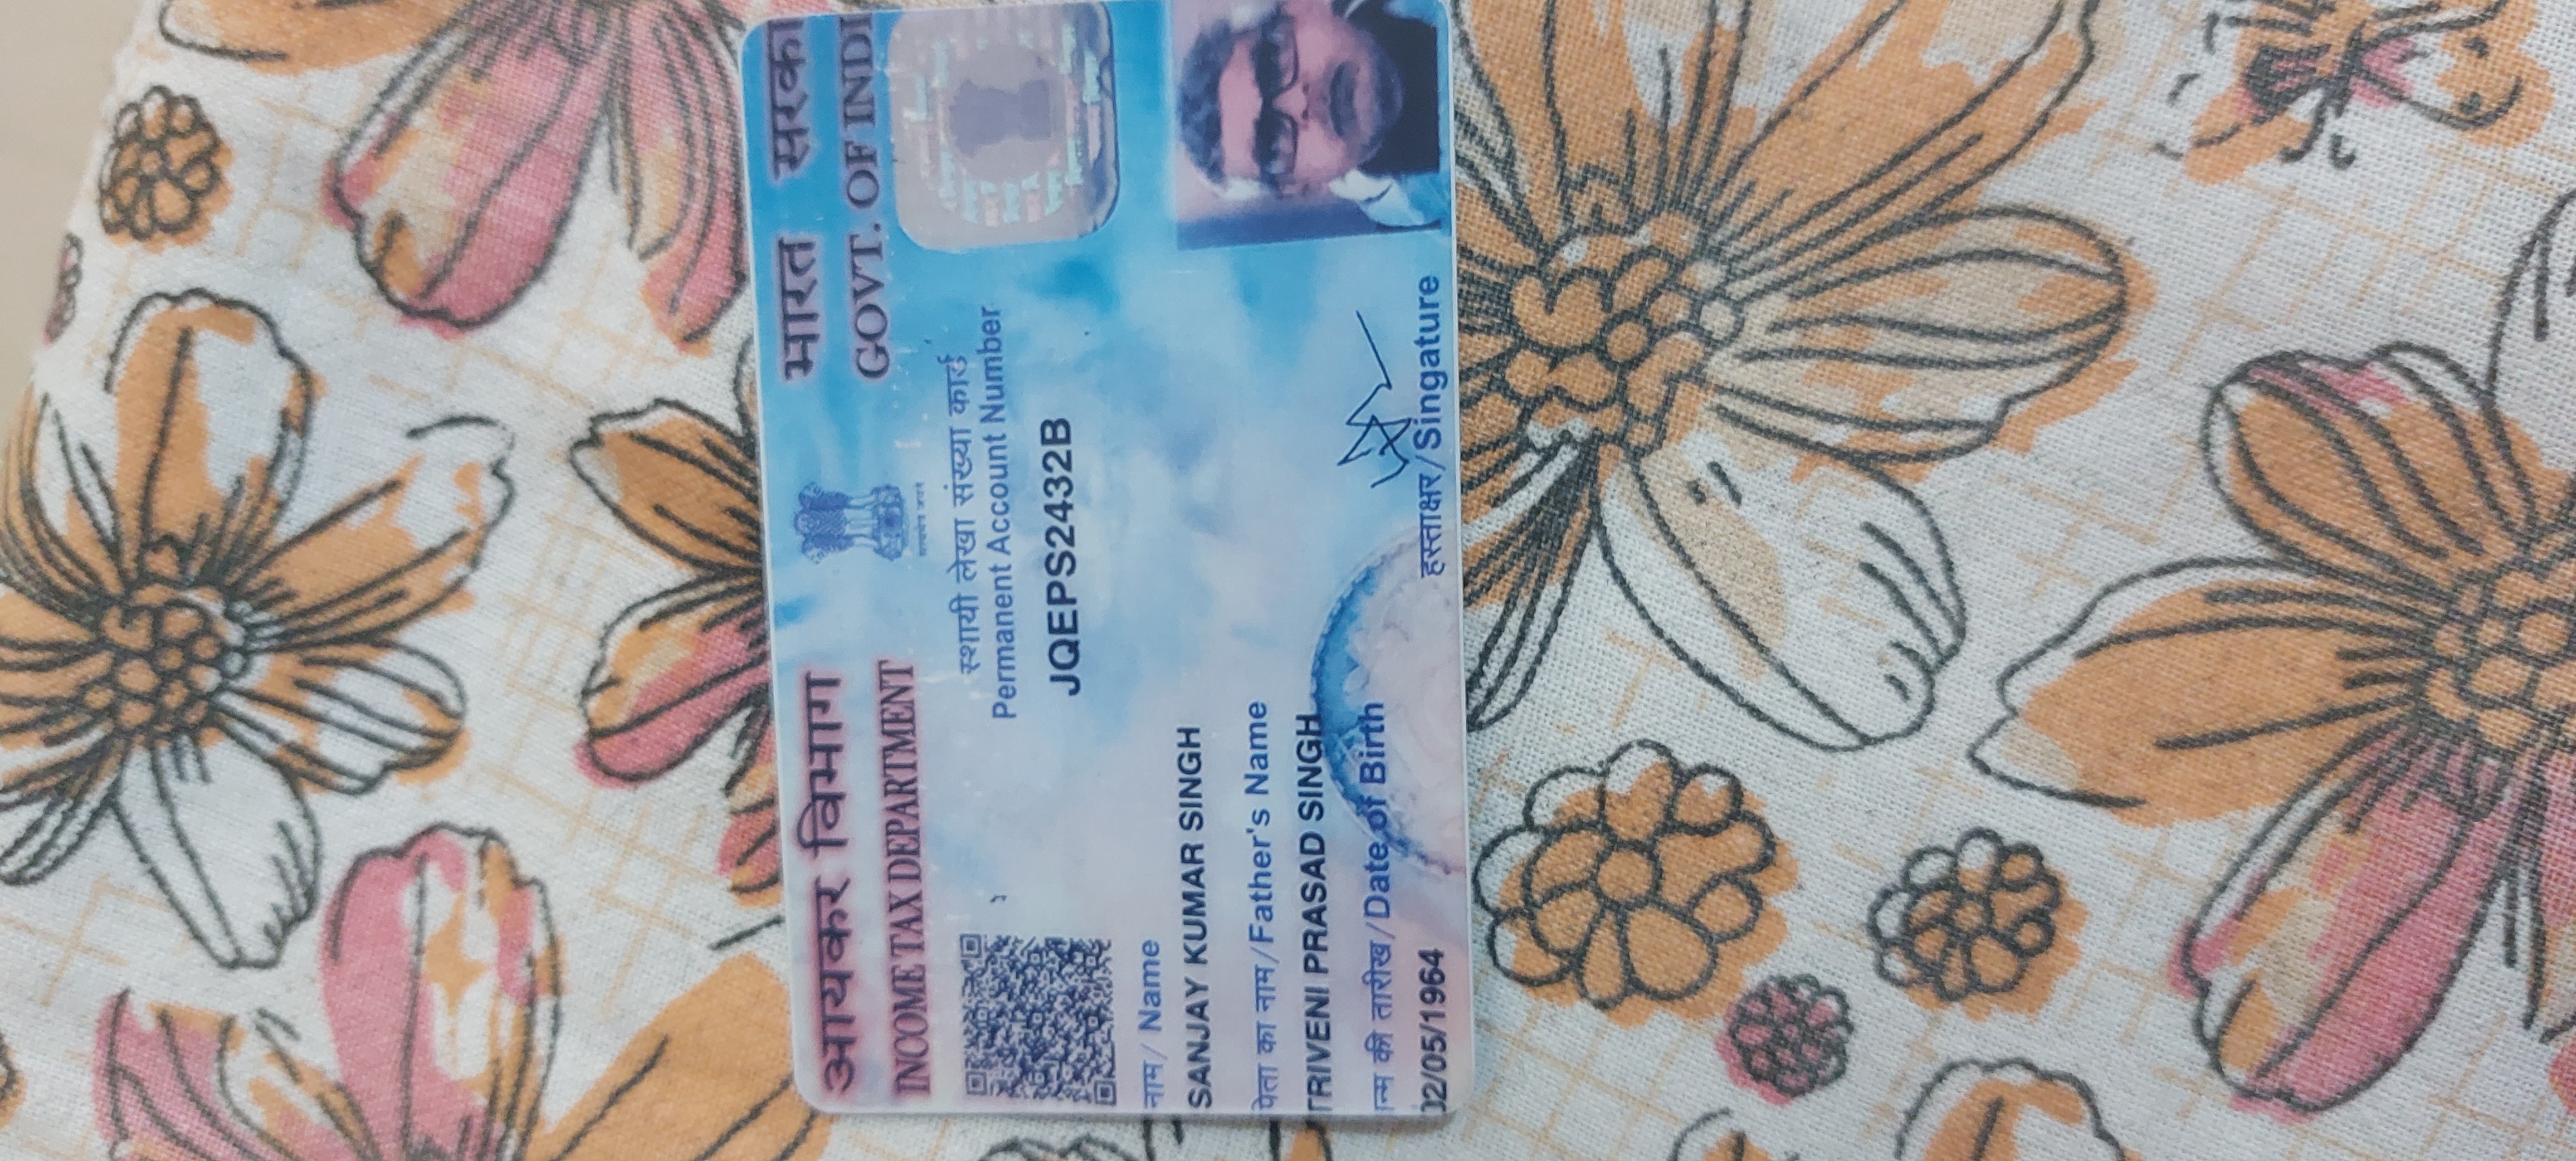 आयकर विभाग
INCOME TAX DEPARTMENT
सत्यमेव जयते
भारत सरका
GOVT. OF INDI
स्थायी लेखा संख्या कार्ड
Permanent Account Number
JQEPS2432B
नाम/ Name
SANJAY KUMAR SINGH
पिता का नाम/Father's Name
TRIVENI PRASAD SINGH
न्म की तारीख/Date of Birth
02/05/1964
हस्ताक्षर/Singature